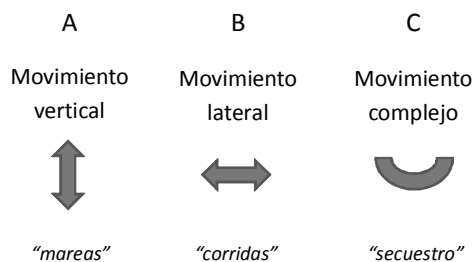 A B C
Movimiento vertical Movimiento lateral Movimiento complejo
“mareas” “corridas” “secuestro”